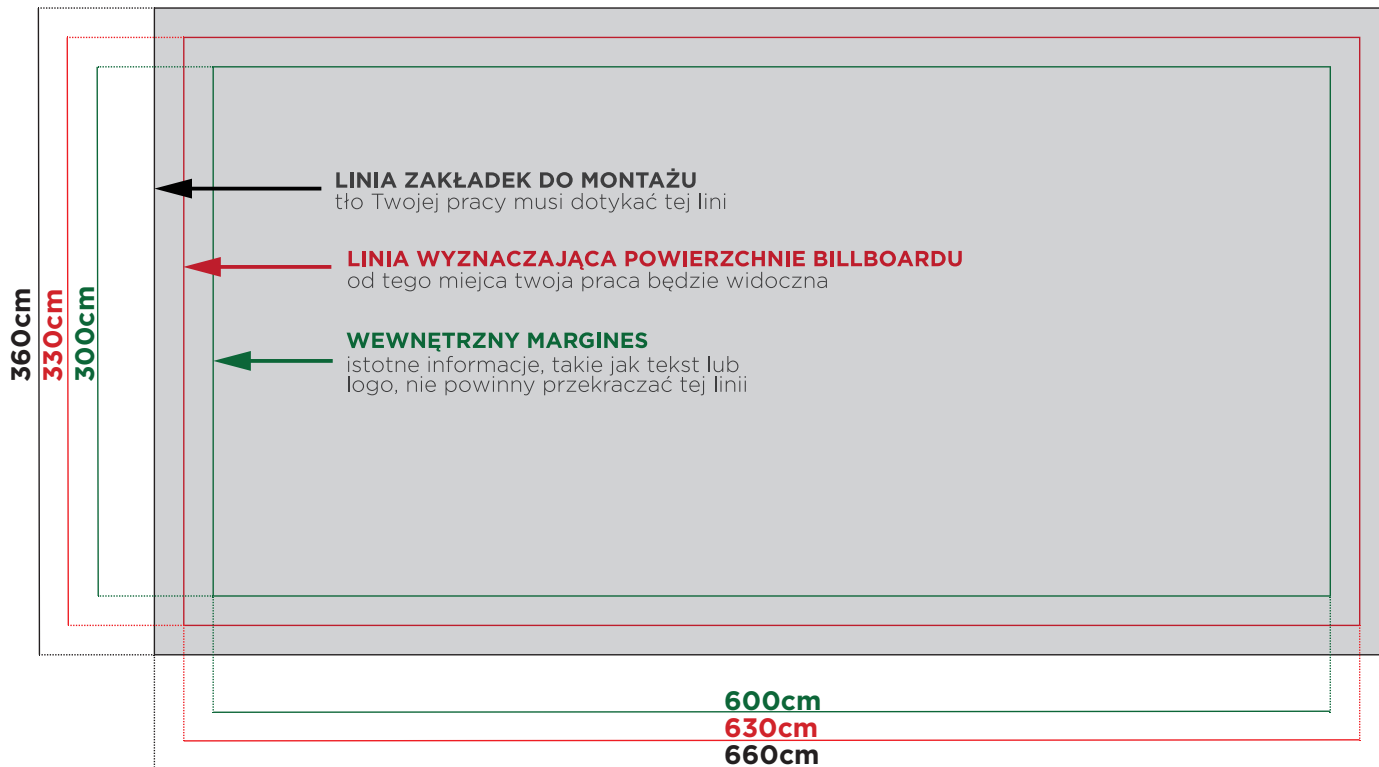 LINIA ZAKŁADEK DO MONTAŻU
tło Twojej pracy musi dotykać tej lini
LINIA WYZNACZAJĄCA POWIERZCHNIE BILLBOARDU
od tego miejca twoja praca będzie widoczna
WEWNĘTRZNY MARGINES
istotne informacje, takie jak tekst lub
logo, nie powinny przekraczać tej linii
360cm
330cm
300cm
600cm
630cm
660cm